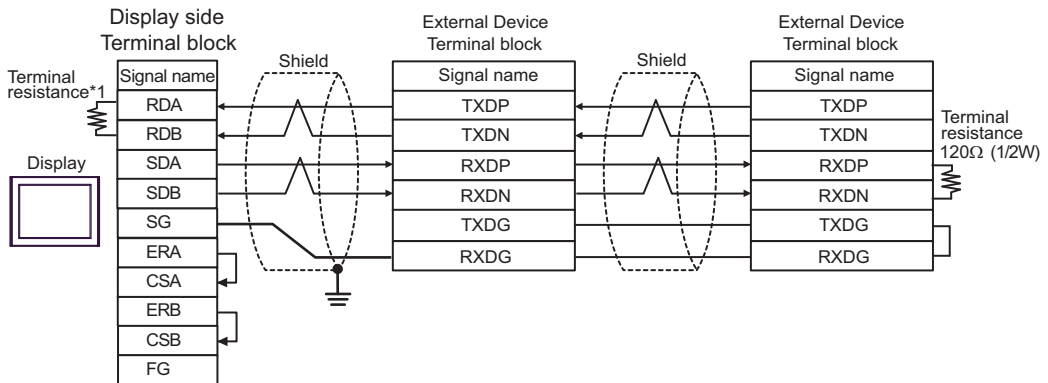 Display side
Terminal block
External Device
Terminal block
External Device
Terminal block
Terminal
resistance*1
Signal name
Shield
Signal name
Shield
Signal name
RDA
TXDP
TXDP
RDB
TXDN
TXDN
Terminal
resistance
120Ω (1/2W)
Display
SDA
RXDP
RXDP
SDB
RXDN
RXDN
SG
TXDG
TXDG
ERA
RXDG
RXDG
CSA
ERB
CSB
FG